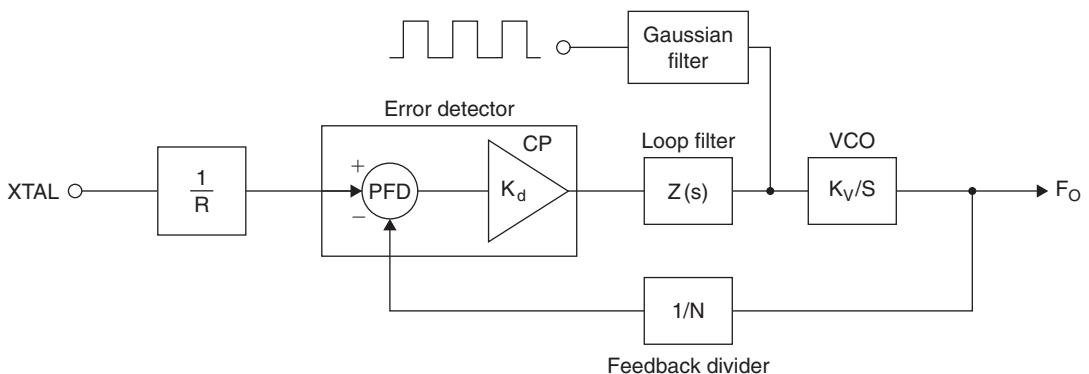 Gaussian
filter
Error detector
CP
Loop filter
VCO
XTAL
1
R
+
−
PFD
K_d
Z(s)
K_V/S
F_O
1/N
Feedback divider